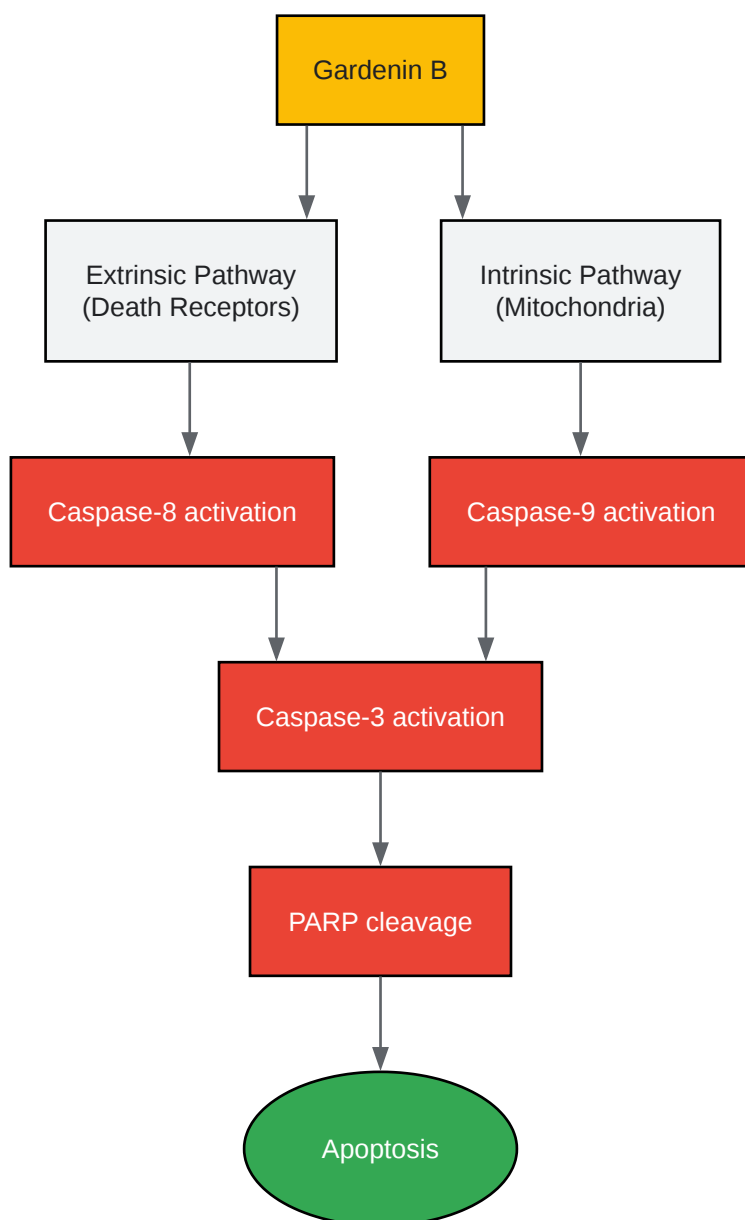 Gardenin B
Extrinsic Pathway
(Death Receptors)
Intrinsic Pathway
(Mitochondria)
Caspase-8 activation
Caspase-9 activation
Caspase-3 activation
PARP cleavage
Apoptosis